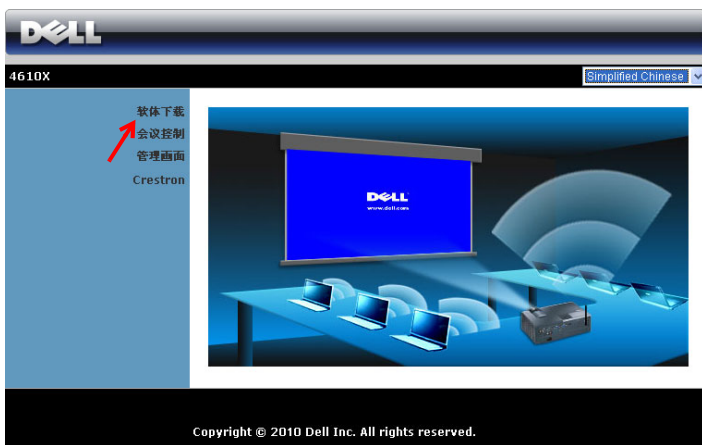 DELL
4610X
Simplified Chinese
软体下载
会议控制
管理画面
Crestron
DELL
www.dell.com
Copyright © 2010 Dell Inc. All rights reserved.